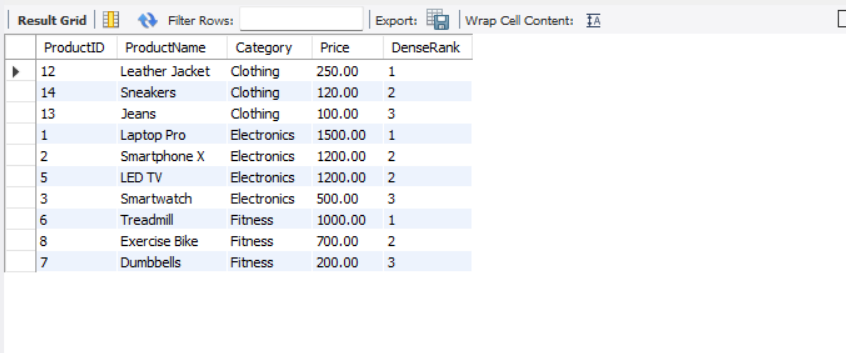 Result Grid Filter Rows: Export: Wrap Cell Content: IA
ProductID ProductName Category Price DenseRank
12 Leather Jacket Clothing 250.00 1
14 Sneakers Clothing 120.00 2
13 Jeans Clothing 100.00 3
1 Laptop Pro Electronics 1500.00 1
2 Smartphone X Electronics 1200.00 2
5 LED TV Electronics 1200.00 2
3 Smartwatch Electronics 500.00 3
6 Treadmill Fitness 1000.00 1
8 Exercise Bike Fitness 700.00 2
7 Dumbbells Fitness 200.00 3